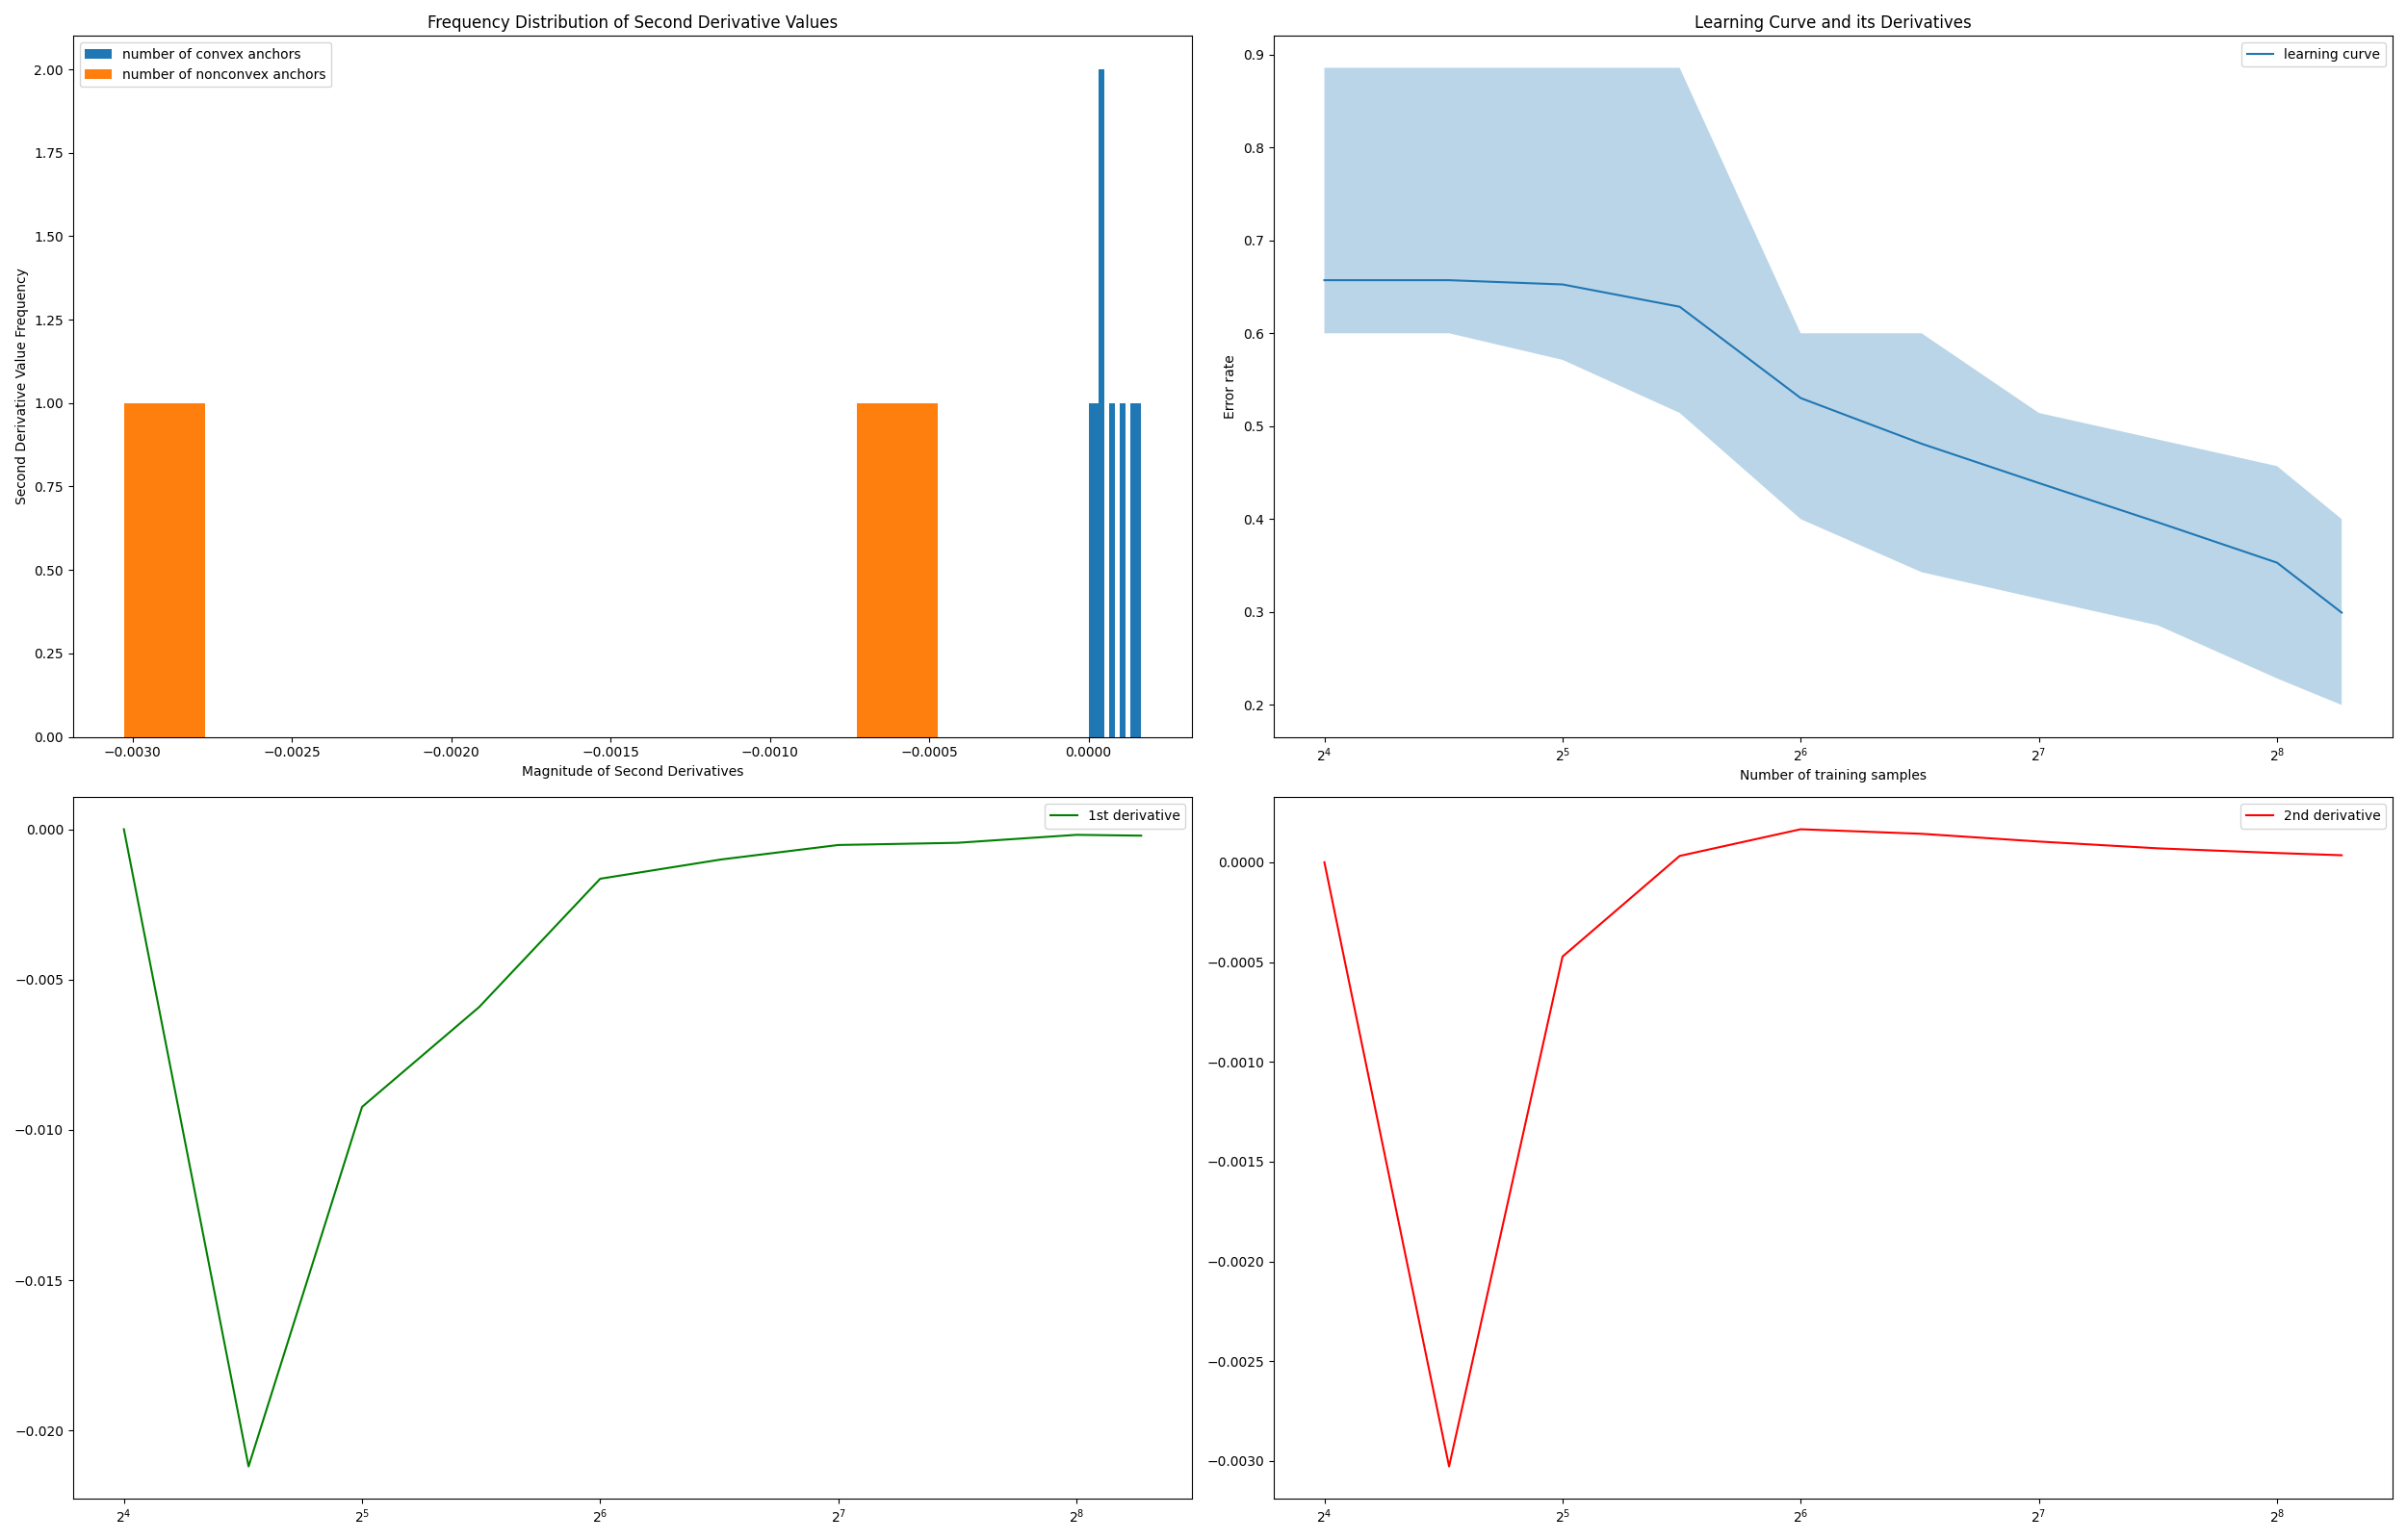 Frequency Distribution of Second Derivative Values
number of convex anchors
number of nonconvex anchors
2.00
1.75
1.50
1.25
1.00
0.75
0.50
0.25
0.00
Second Derivative Value Frequency
−0.0030 −0.0025 −0.0020 −0.0015 −0.0010 −0.0005 0.0000
Magnitude of Second Derivatives
Learning Curve and its Derivatives
learning curve
0.9
0.8
0.7
0.6
0.5
0.4
0.3
0.2
Error rate
2⁴ 2⁵ 2⁶ 2⁷ 2⁸
Number of training samples
1st derivative
0.000
−0.005
−0.010
−0.015
−0.020
2⁴ 2⁵ 2⁶ 2⁷ 2⁸
2nd derivative
0.0000
−0.0005
−0.0010
−0.0015
−0.0020
−0.0025
−0.0030
2⁴ 2⁵ 2⁶ 2⁷ 2⁸